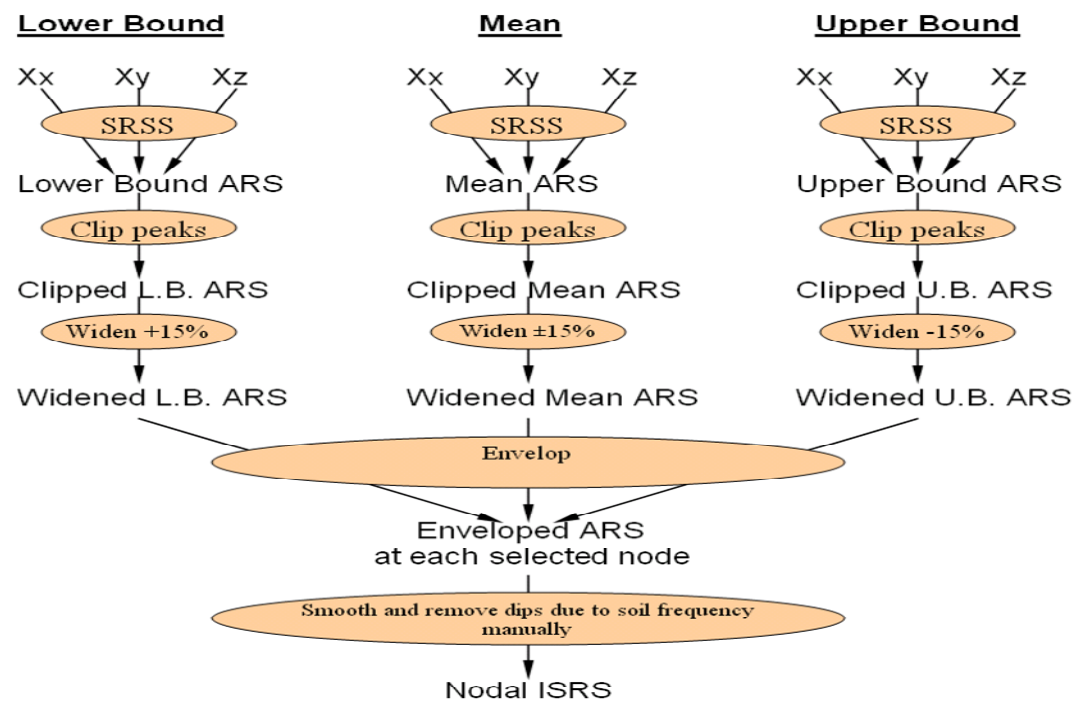 Lower Bound Mean Upper Bound
Xx Xy Xz Xx Xy Xz Xx Xy Xz
SRSS SRSS SRSS
Lower Bound ARS Mean ARS Upper Bound ARS
Clip peaks Clip peaks Clip peaks
Clipped L.B. ARS Clipped Mean ARS Clipped U.B. ARS
Widen +15% Widen ±15% Widen -15%
Widened L.B. ARS Widened Mean ARS Widened U.B. ARS
Envelop
Enveloped ARS
at each selected node
Smooth and remove dips due to soil frequency
manually
Nodal ISRS